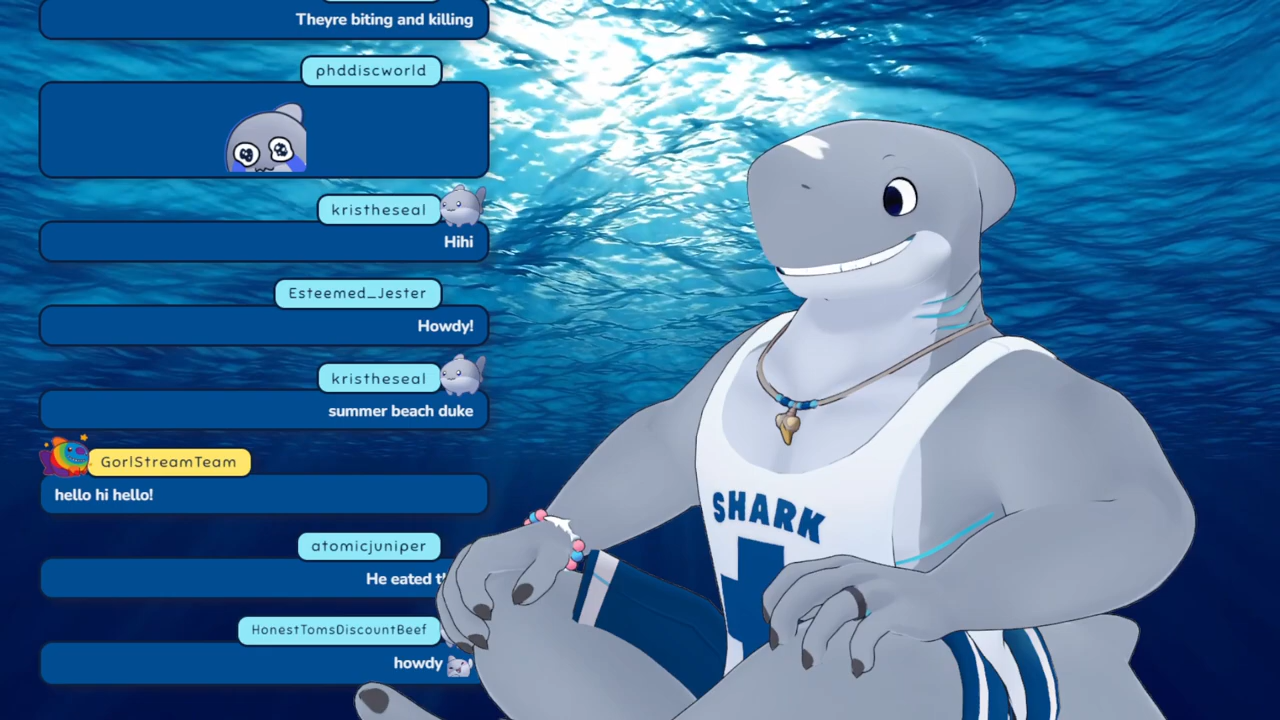 Theyre biting and killing
phddiscworld
kristheseal
Hihi
Esteemed_Jester
Howdy!
kristheseal
summer beach duke
GorlStreamTeam
hello hi hello!
atomicjuniper
He eated
HonestTomsDiscountBeef
howdy
SHARK